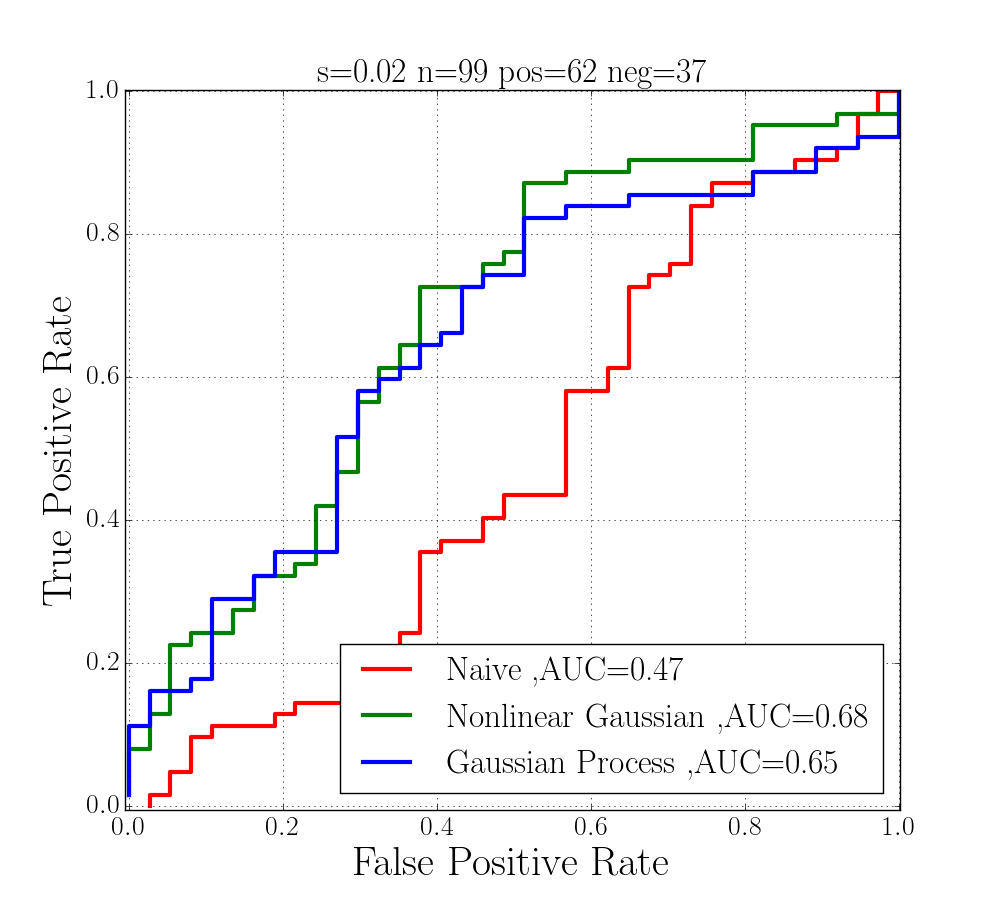 s=0.02 n=99 pos=62 neg=37
1.0
0.8
0.6
0.4
0.2
0.0
True Positive Rate
Naive ,AUC=0.47
Nonlinear Gaussian ,AUC=0.68
Gaussian Process ,AUC=0.65
0.0 0.2 0.4 0.6 0.8 1.0
False Positive Rate